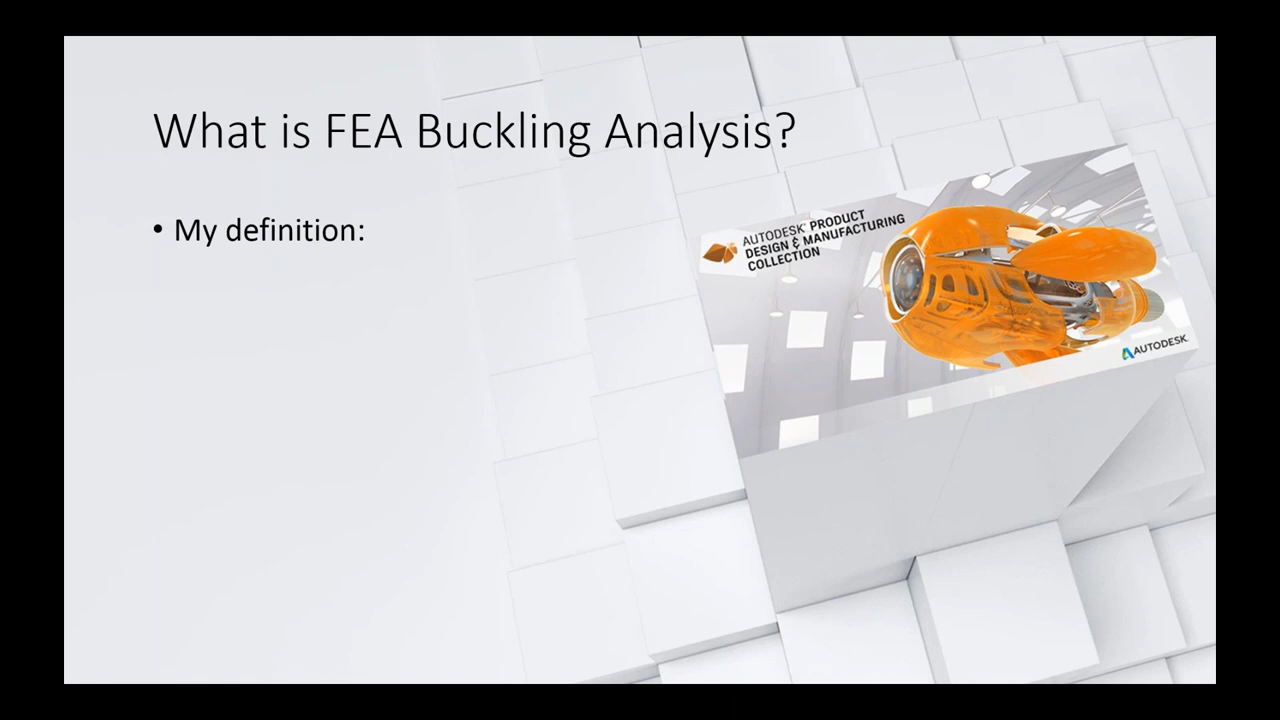 What is FEA Buckling Analysis?
• My definition:
AUTODESK® PRODUCT
DESIGN & MANUFACTURING
COLLECTION
AUTODESK.